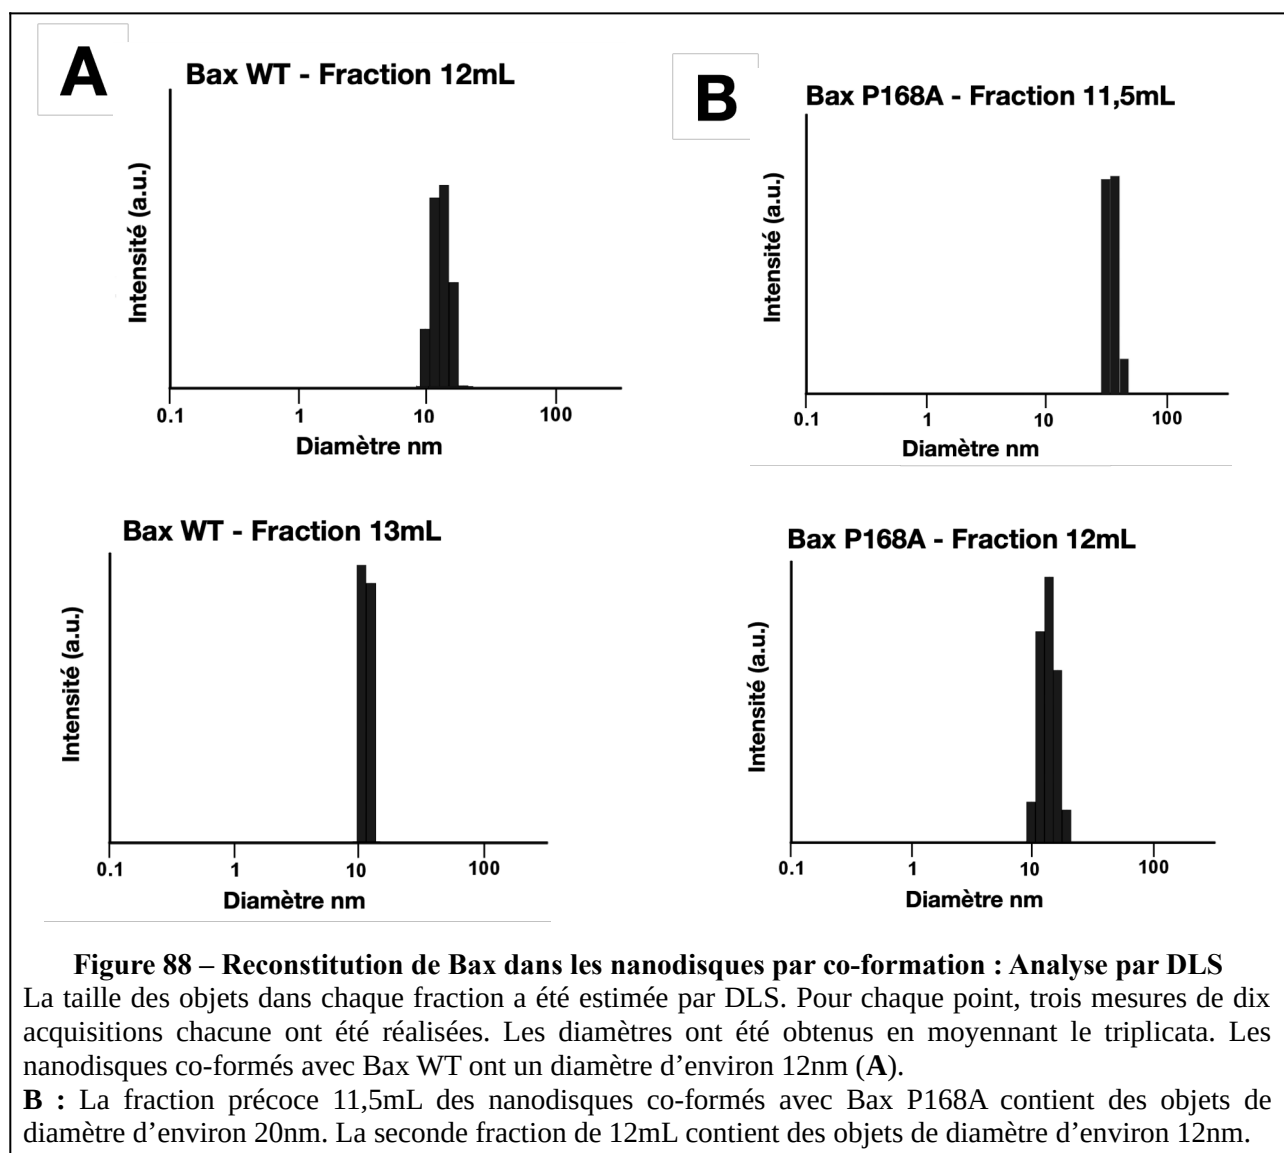 A
Bax WT - Fraction 12mL
Intensité (a.u.)
0.1 1 10 100
Diamètre nm
Bax WT - Fraction 13mL
Intensité (a.u.)
0.1 1 10 100
Diamètre nm
B
Bax P168A - Fraction 11,5mL
Intensité (a.u.)
0.1 1 10 100
Diamètre nm
Bax P168A - Fraction 12mL
Intensité (a.u.)
0.1 1 10 100
Diamètre nm
Figure 88 – Reconstitution de Bax dans les nanodisques par co-formation : Analyse par DLS
La taille des objets dans chaque fraction a été estimée par DLS. Pour chaque point, trois mesures de dix
acquisitions chacune ont été réalisées. Les diamètres ont été obtenus en moyennant le triplicata. Les
nanodisques co-formés avec Bax WT ont un diamètre d’environ 12nm (A).
B : La fraction précoce 11,5mL des nanodisques co-formés avec Bax P168A contient des objets de
diamètre d’environ 20nm. La seconde fraction de 12mL contient des objets de diamètre d’environ 12nm.